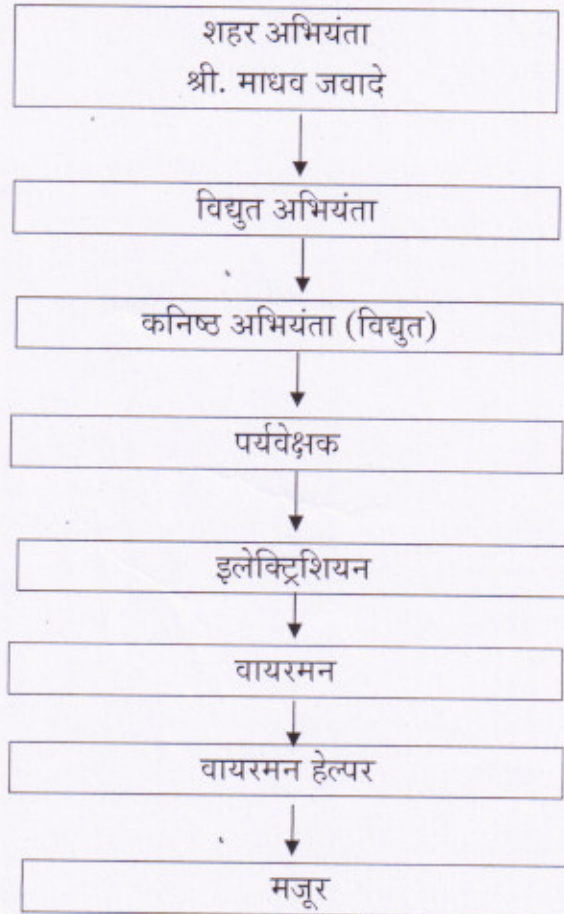 शहर अभियंता
श्री. माधव जवादे
विद्युत अभियंता
कनिष्ठ अभियंता (विद्युत)
पर्यवेक्षक
इलेक्ट्रिशियन
वायरमन
वायरमन हेल्पर
मजूर